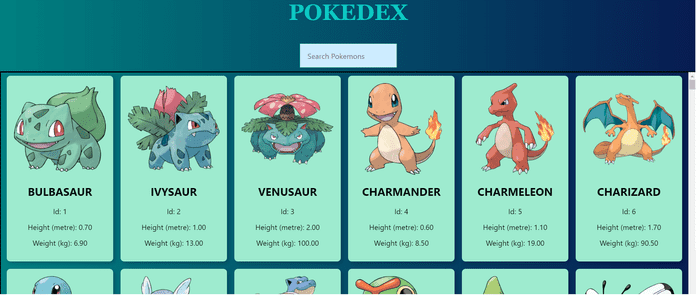 POKEDEX
Search Pokemons
BULBASAUR
Id: 1
Height (metre): 0.70
Weight (kg): 6.90
IVYSAUR
Id: 2
Height (metre): 1.00
Weight (kg): 13.00
VENUSAUR
Id: 3
Height (metre): 2.00
Weight (kg): 100.00
CHARMANDER
Id: 4
Height (metre): 0.60
Weight (kg): 8.50
CHARMELEON
Id: 5
Height (metre): 1.10
Weight (kg): 19.00
CHARIZARD
Id: 6
Height (metre): 1.70
Weight (kg): 90.50